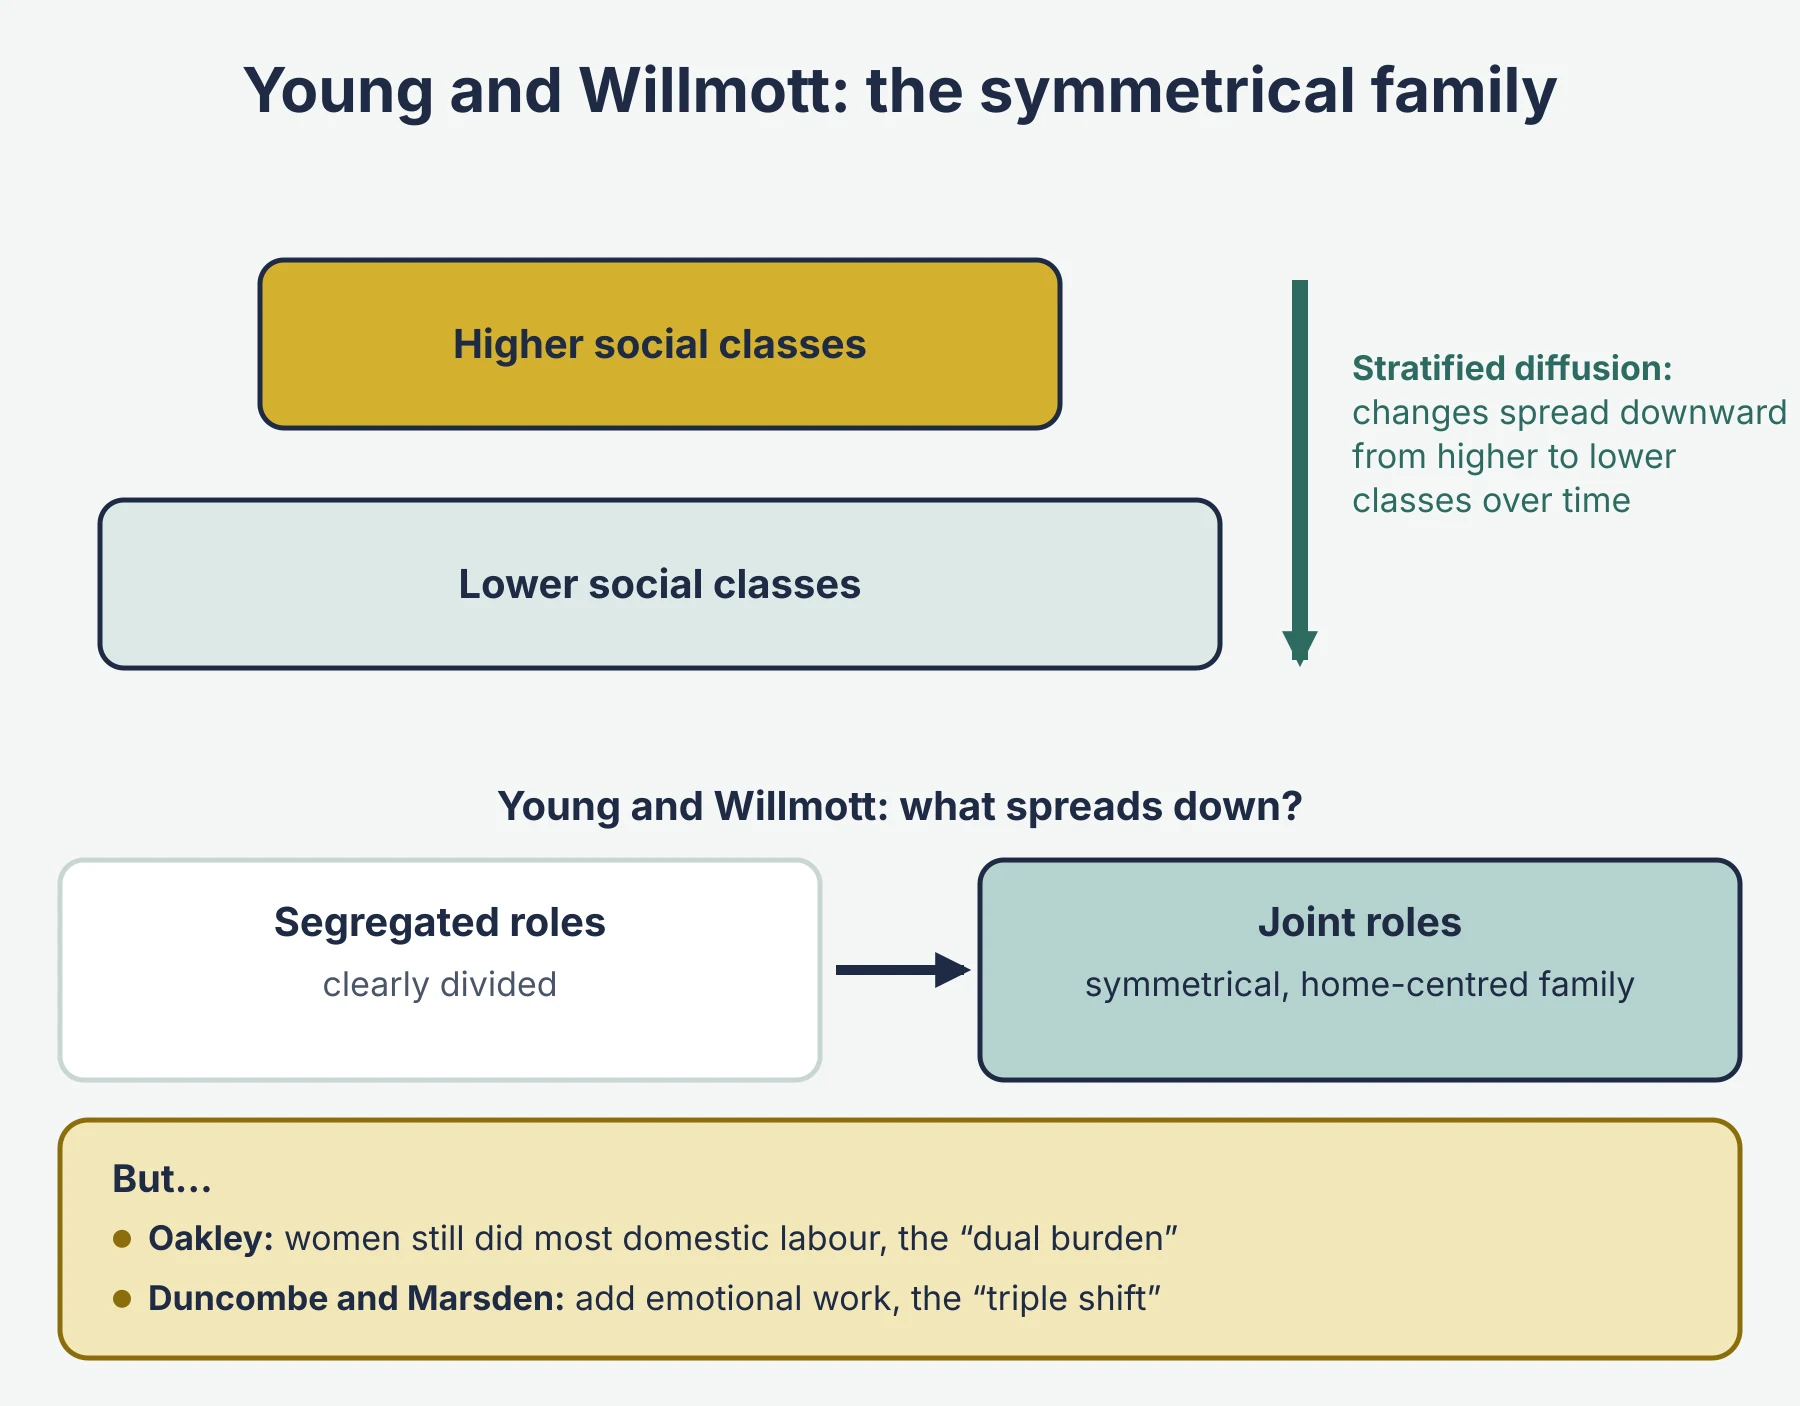 Young and Willmott: the symmetrical family
Higher social classes
Stratified diffusion:
changes spread downward
from higher to lower
classes over time
Lower social classes
Young and Willmott: what spreads down?
Segregated roles
clearly divided
Joint roles
symmetrical, home-centred family
But…
Oakley: women still did most domestic labour, the “dual burden”
Duncombe and Marsden: add emotional work, the “triple shift”